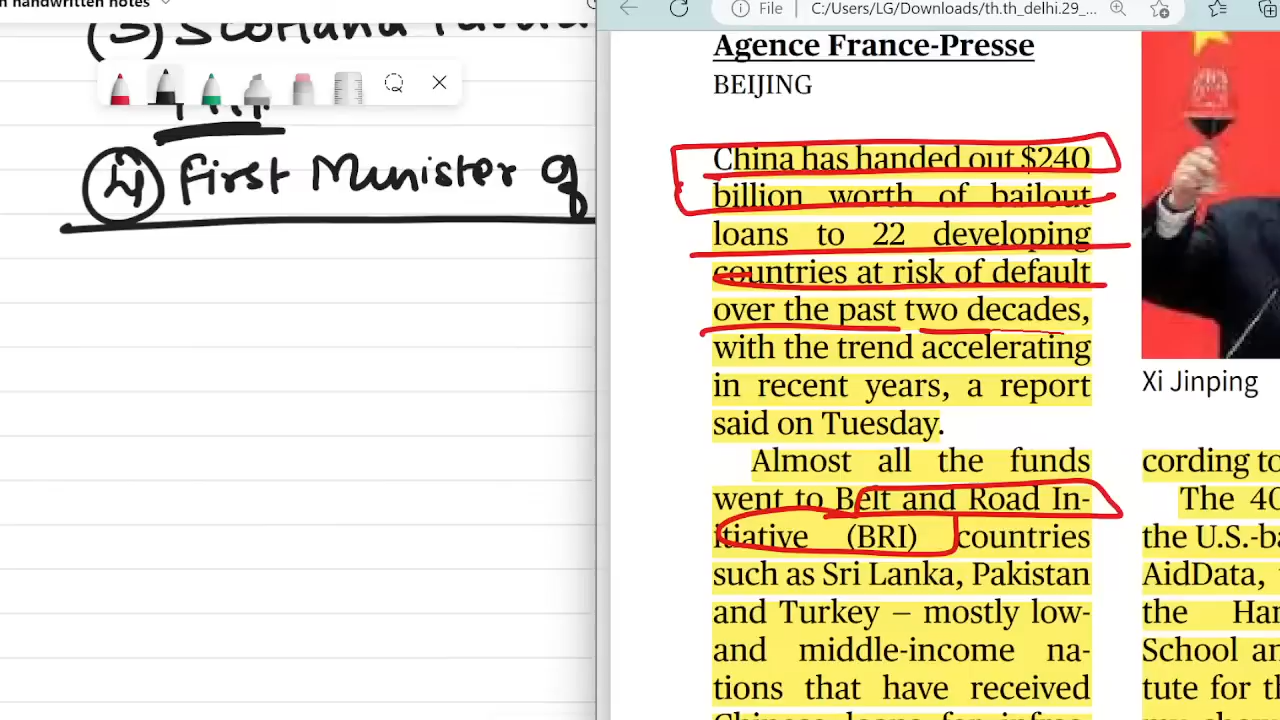 n handwritten notes
(3) Scotland
(4) First Minister of
File
C:/Users/LG/Downloads/th.th_delhi.29_...
Agence France-Presse
BEIJING
China has handed out $240
billion worth of bailout
loans to 22 developing
countries at risk of default
over the past two decades,
with the trend accelerating
in recent years, a report
said on Tuesday.
Almost all the funds
went to Belt and Road In-
itiative (BRI) countries
such as Sri Lanka, Pakistan
and Turkey — mostly low-
and middle-income na-
tions that have received
Chinese loans for infras-
Xi Jinping
cording to
The 40
the U.S.-ba
AidData,
the Har
School an
tute for th